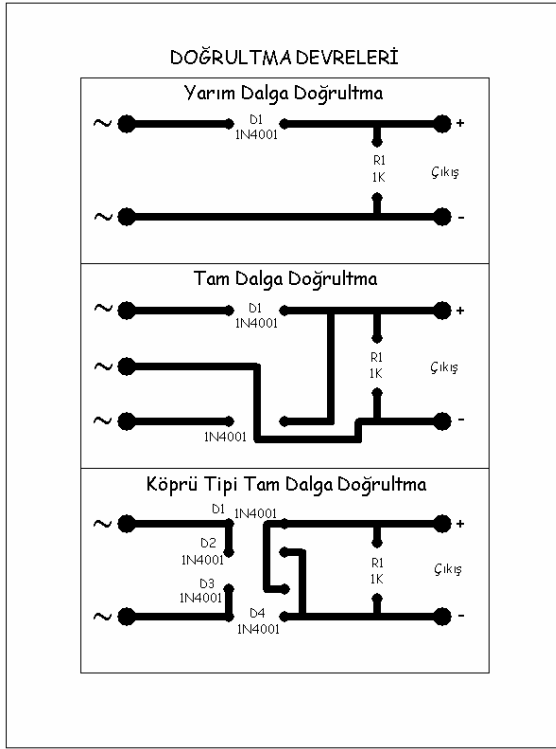 DOĞRULTMA DEVRELERİ
Yarım Dalga Doğrultma
~ D1 +
1N4001
R1
1K
Çıkış
~ -
Tam Dalga Doğrultma
~ D1 +
1N4001
R1
1K
~ Çıkış
~ -
1N4001
Köprü Tipi Tam Dalga Doğrultma
D1 1N4001
~ +
D2
1N4001
R1
1K
Çıkış
D3
1N4001
~ D4 -
1N4001